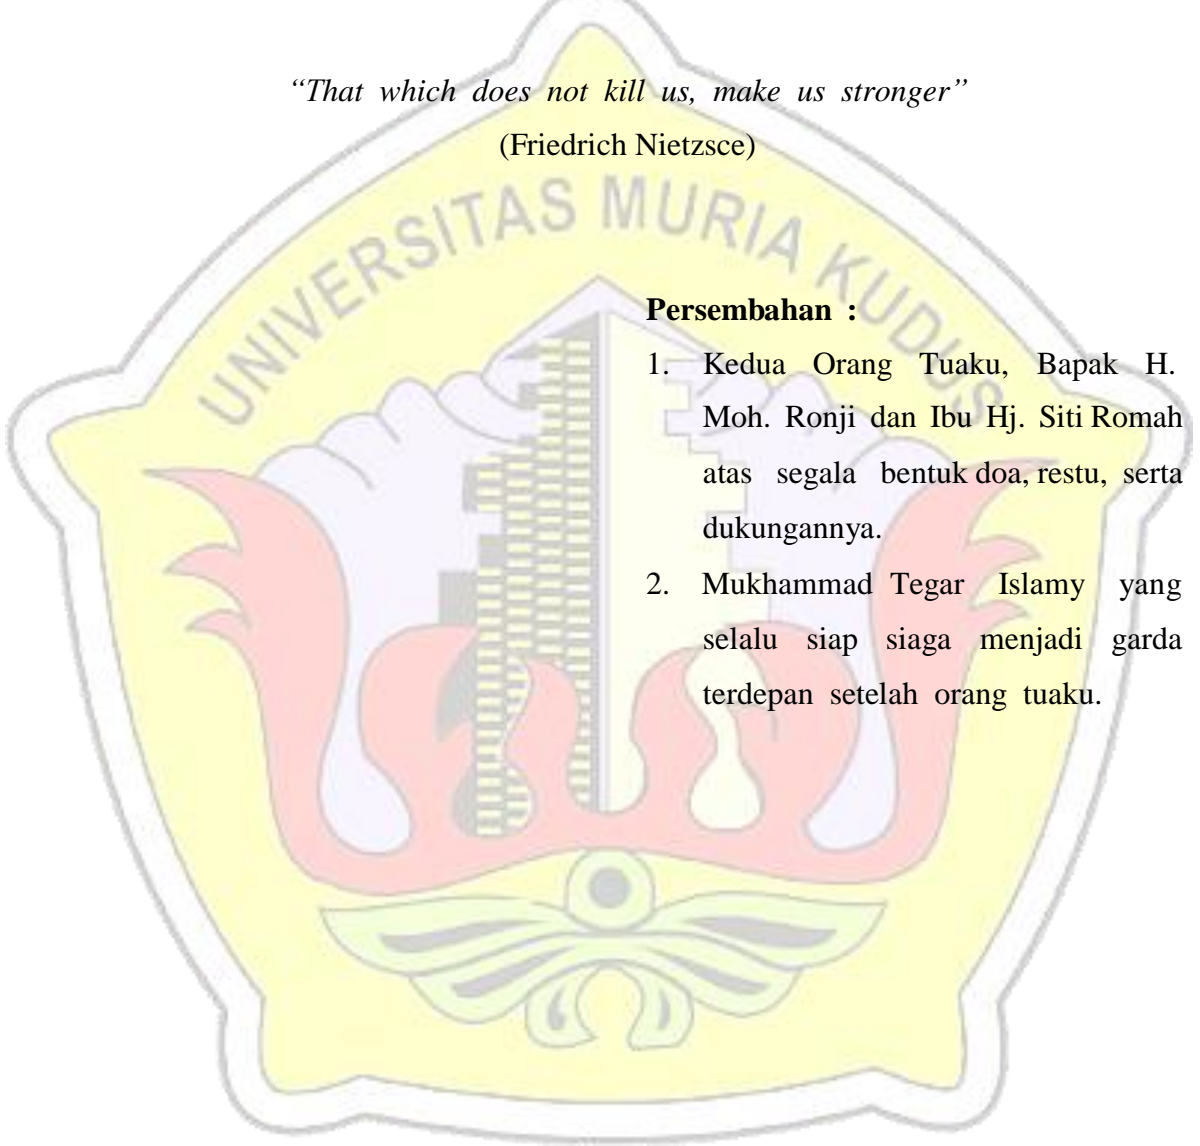 “That which does not kill us, make us stronger”
(Friedrich Nietzsce)
UNIVERSITAS MURIA KUDUS
Persembahan :
1. Kedua Orang Tuaku, Bapak H.
Moh. Ronji dan Ibu Hj. Siti Romah
atas segala bentuk doa, restu, serta
dukungannya.
2. Mukhammad Tegar Islamy yang
selalu siap siaga menjadi garda
terdepan setelah orang tuaku.